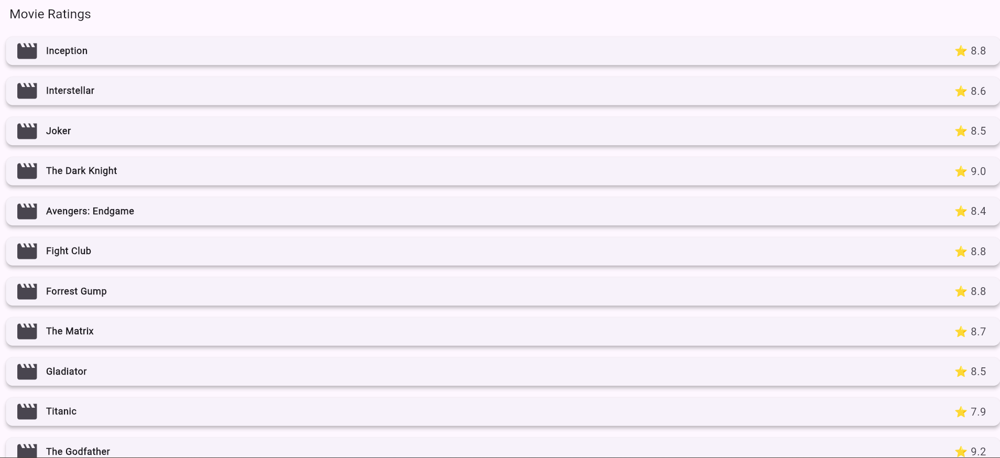 Movie Ratings
Inception ⭐ 8.8
Interstellar ⭐ 8.6
Joker ⭐ 8.5
The Dark Knight ⭐ 9.0
Avengers: Endgame ⭐ 8.4
Fight Club ⭐ 8.8
Forrest Gump ⭐ 8.8
The Matrix ⭐ 8.7
Gladiator ⭐ 8.5
Titanic ⭐ 7.9
The Godfather ⭐ 9.2